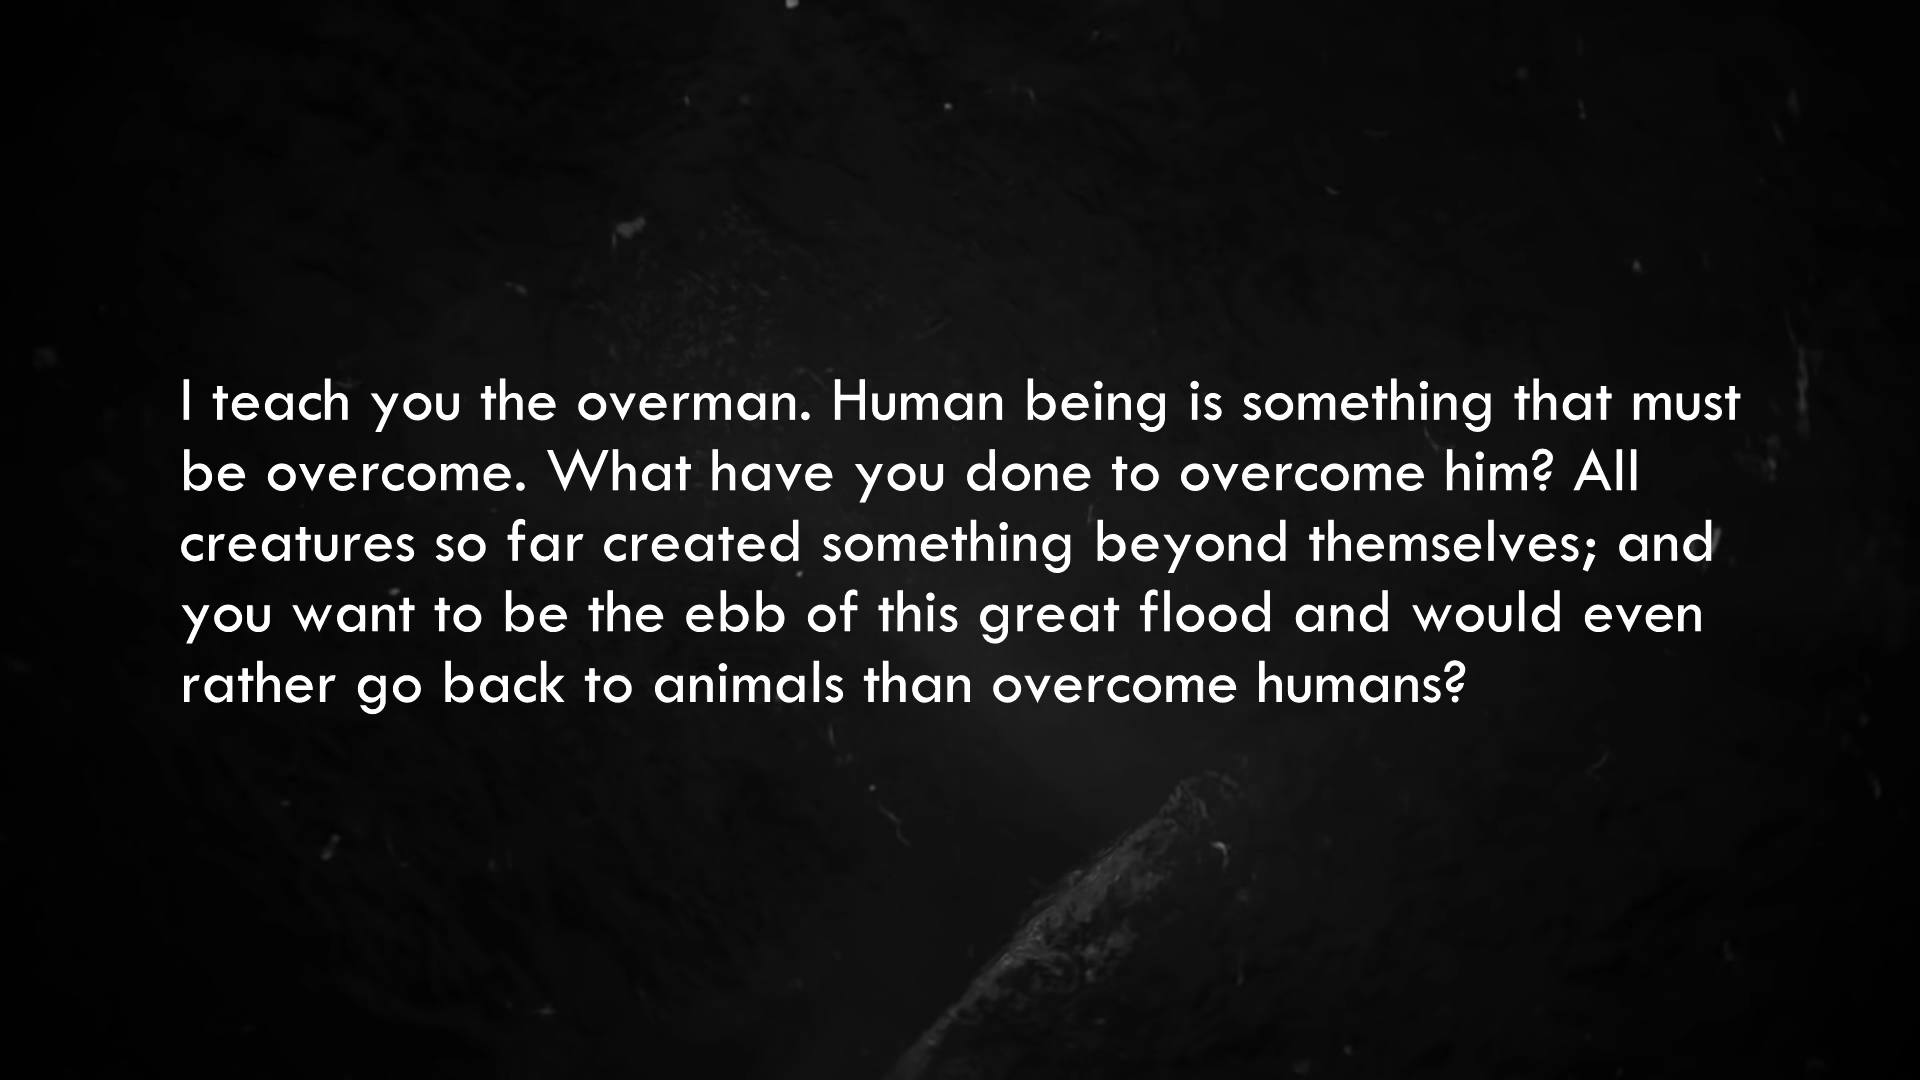 I teach you the overman. Human being is something that must
be overcome. What have you done to overcome him? All
creatures so far created something beyond themselves; and
you want to be the ebb of this great flood and would even
rather go back to animals than overcome humans?